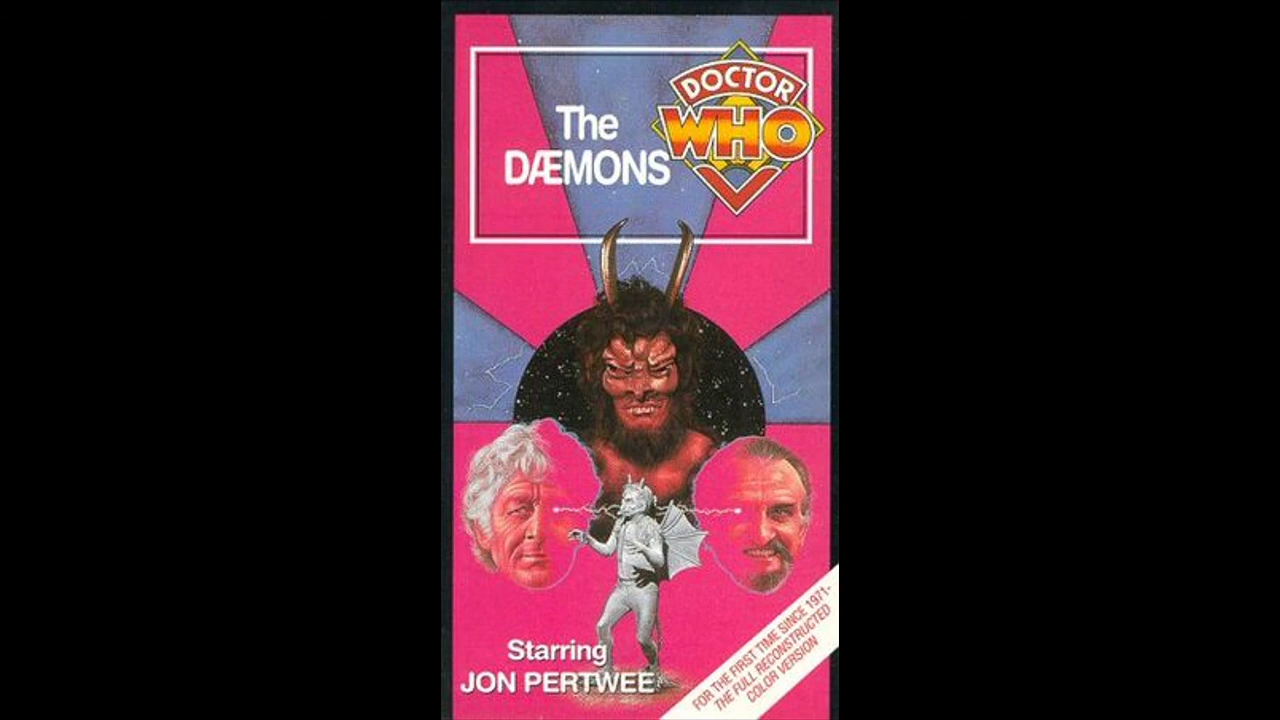 The
DÆMONS
DOCTOR
WHO
Starring
JON PERTWEE
FOR THE FIRST TIME SINCE 1971-
THE FULL RECONSTRUCTED
COLOR VERSION